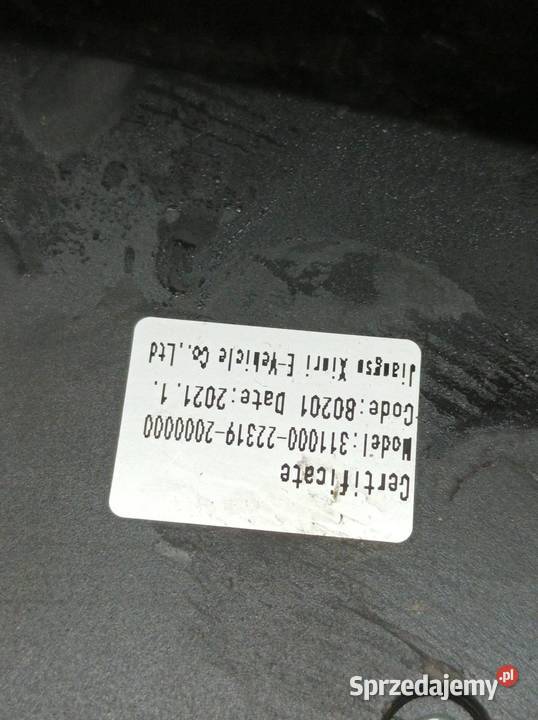 Certificate
Model:311000-22319-2000000
Code:80201 Date:2021.1.
Jiangsu Xinri E-Vehicle Co.,Ltd
Sprzedajemy.pl